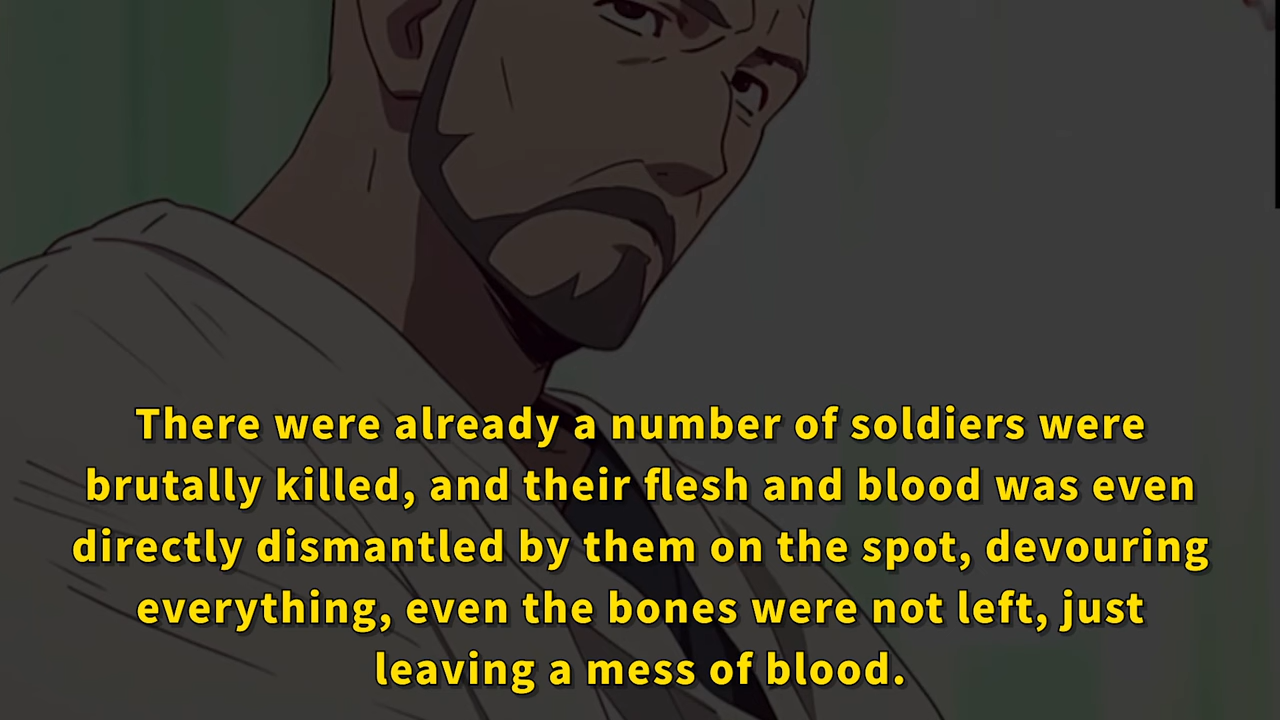 There were already a number of soldiers were
brutally killed, and their flesh and blood was even
directly dismantled by them on the spot, devouring
everything, even the bones were not left, just
leaving a mess of blood.